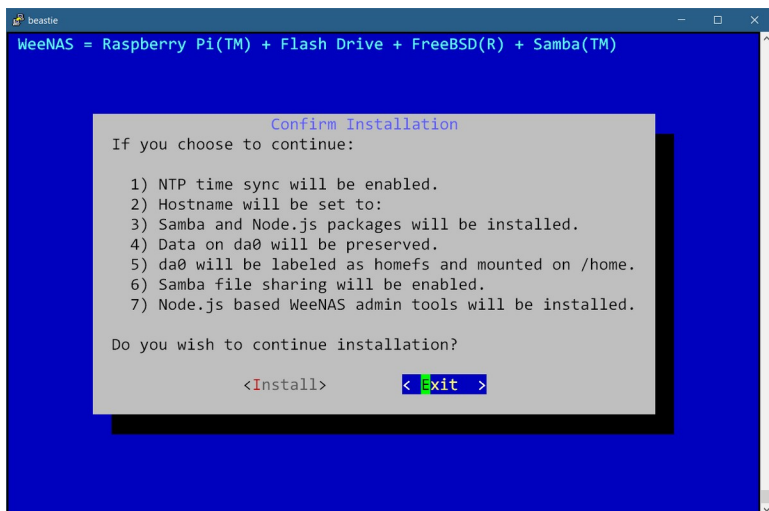 beastie
WeeNAS = Raspberry Pi(TM) + Flash Drive + FreeBSD(R) + Samba(TM)
Confirm Installation
If you choose to continue:
1) NTP time sync will be enabled.
2) Hostname will be set to:
3) Samba and Node.js packages will be installed.
4) Data on da0 will be preserved.
5) da0 will be labeled as homefs and mounted on /home.
6) Samba file sharing will be enabled.
7) Node.js based WeeNAS admin tools will be installed.
Do you wish to continue installation?
<Install> < Exit >